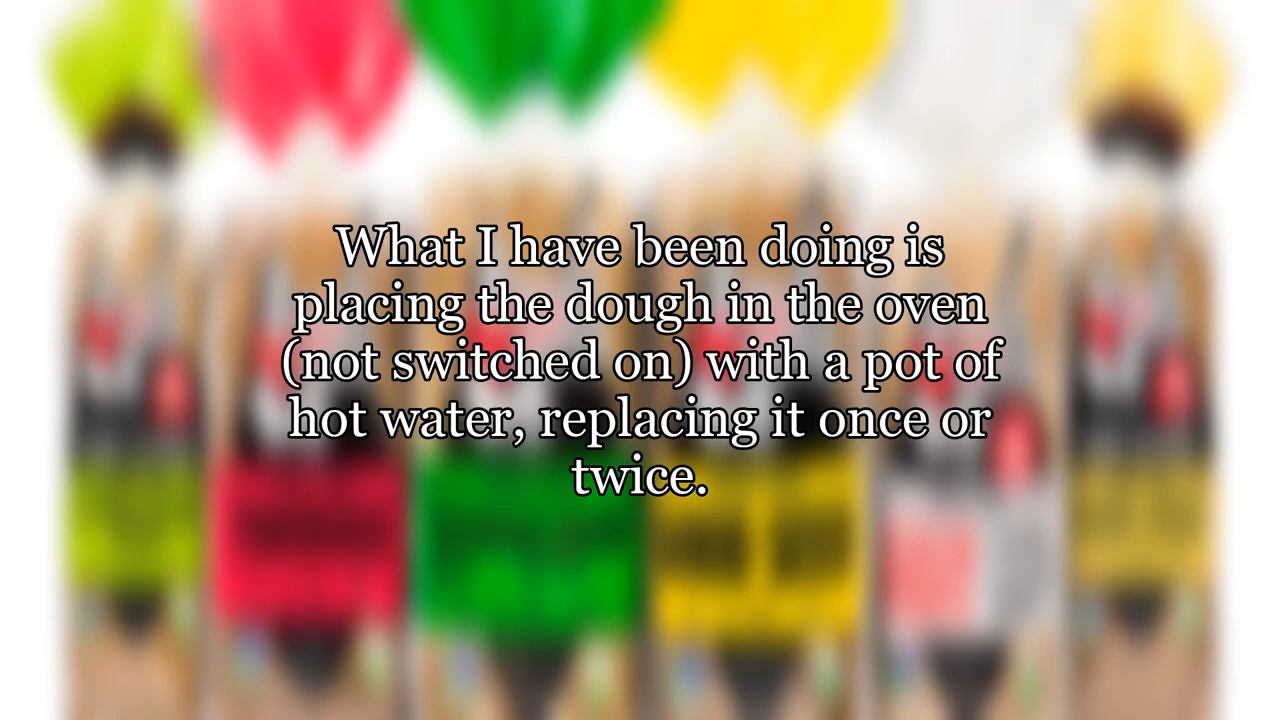 What I have been doing is
placing the dough in the oven
(not switched on) with a pot of
hot water, replacing it once or
twice.